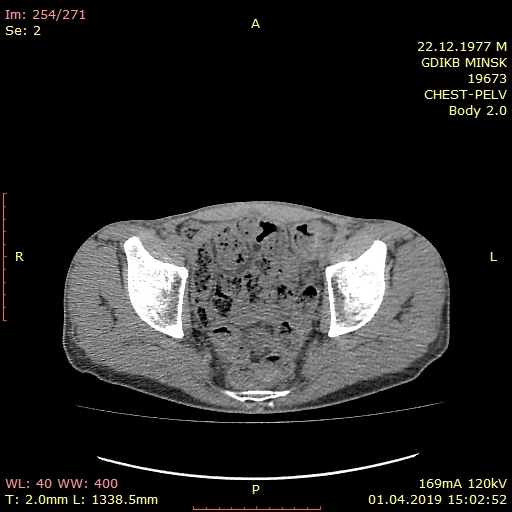 Im: 254/271
Se: 2
A
22.12.1977 M
GDIKB MINSK
19673
CHEST-PELV
Body 2.0
R
L
WL: 40 WW: 400
T: 2.0mm L: 1338.5mm
P
169mA 120kV
01.04.2019 15:02:52